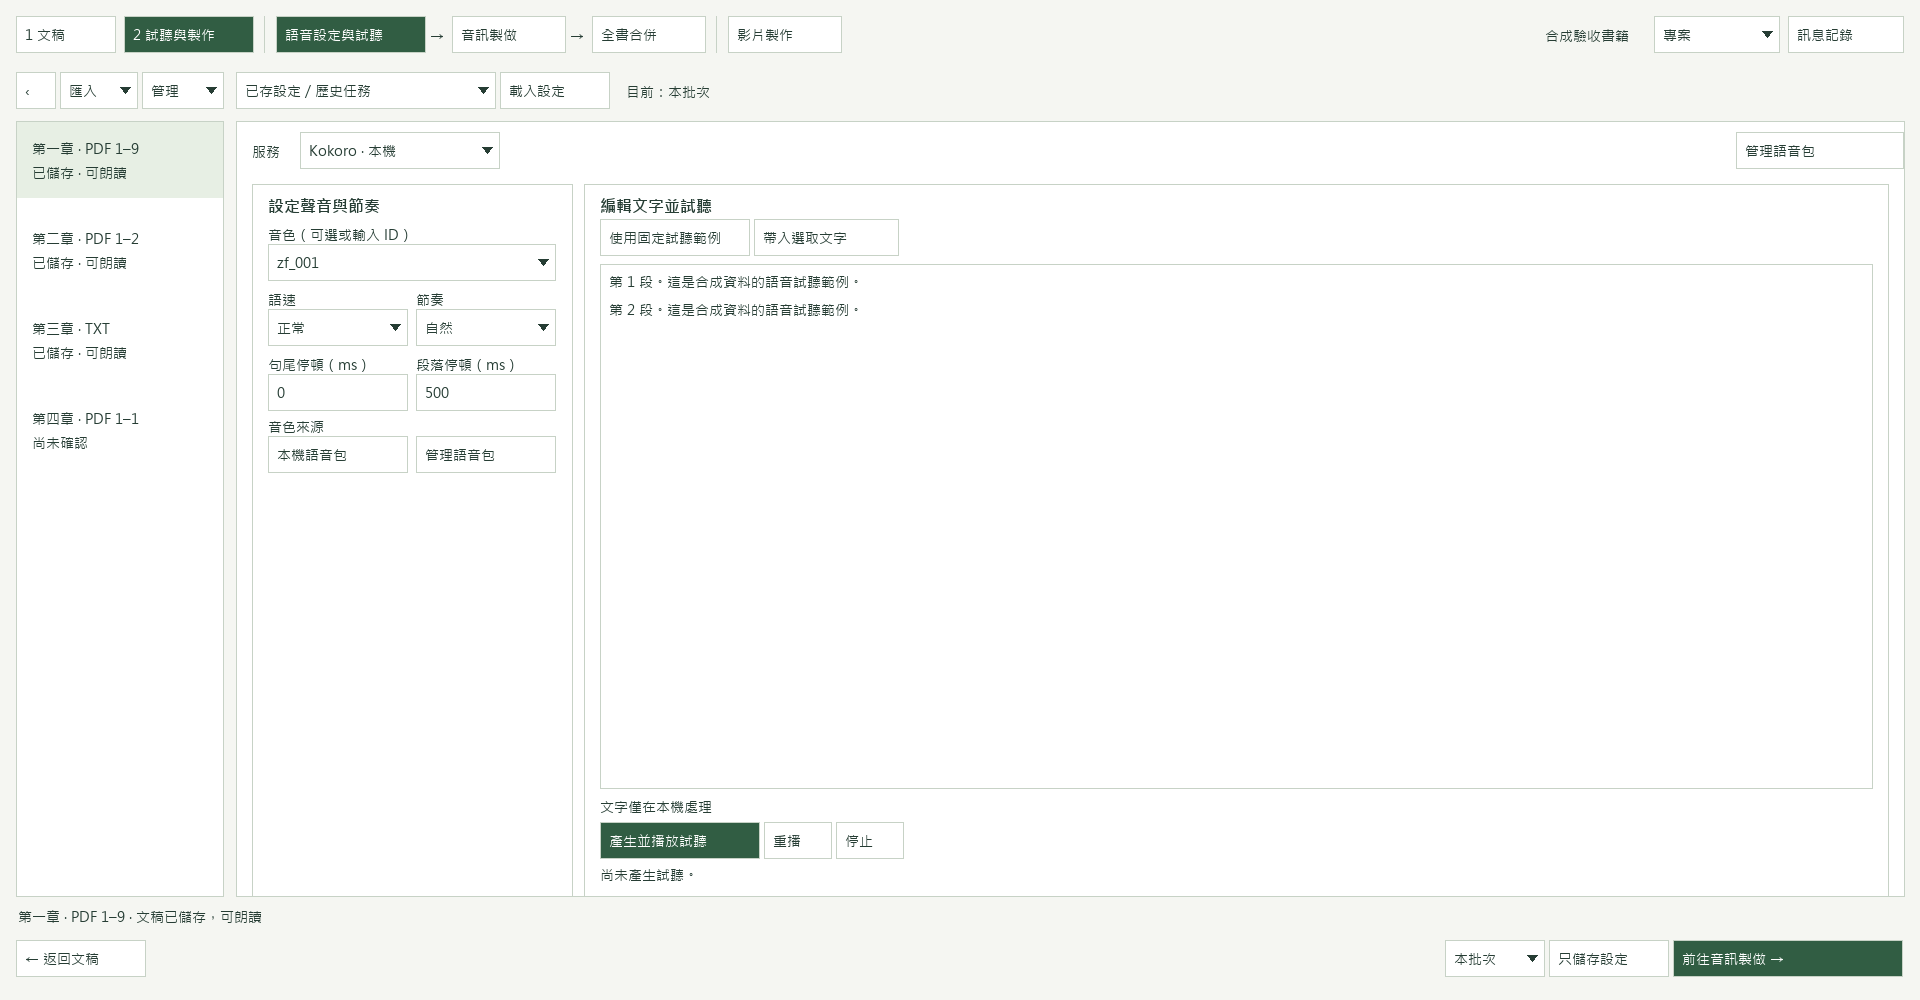 1 文稿
2 試聽與製作
語音設定與試聽
→
音訊製做
→
全書合併
影片製作
合成驗收書籍
專案
訊息記錄
‹
匯入
管理
已存設定 / 歷史任務
載入設定
目前：本批次
第一章 · PDF 1–9
已儲存 · 可朗讀
第二章 · PDF 1–2
已儲存 · 可朗讀
第三章 · TXT
已儲存 · 可朗讀
第四章 · PDF 1–1
尚未確認
服務
Kokoro · 本機
管理語音包
設定聲音與節奏
音色（可選或輸入 ID）
zf_001
語速
節奏
正常
自然
句尾停頓（ms）
段落停頓（ms）
0
500
音色來源
本機語音包
管理語音包
編輯文字並試聽
使用固定試聽範例
帶入選取文字
第 1 段。這是合成資料的語音試聽範例。
第 2 段。這是合成資料的語音試聽範例。
文字僅在本機處理
產生並播放試聽
重播
停止
尚未產生試聽。
第一章 · PDF 1–9 · 文稿已儲存，可朗讀
← 返回文稿
本批次
只儲存設定
前往音訊製做 →